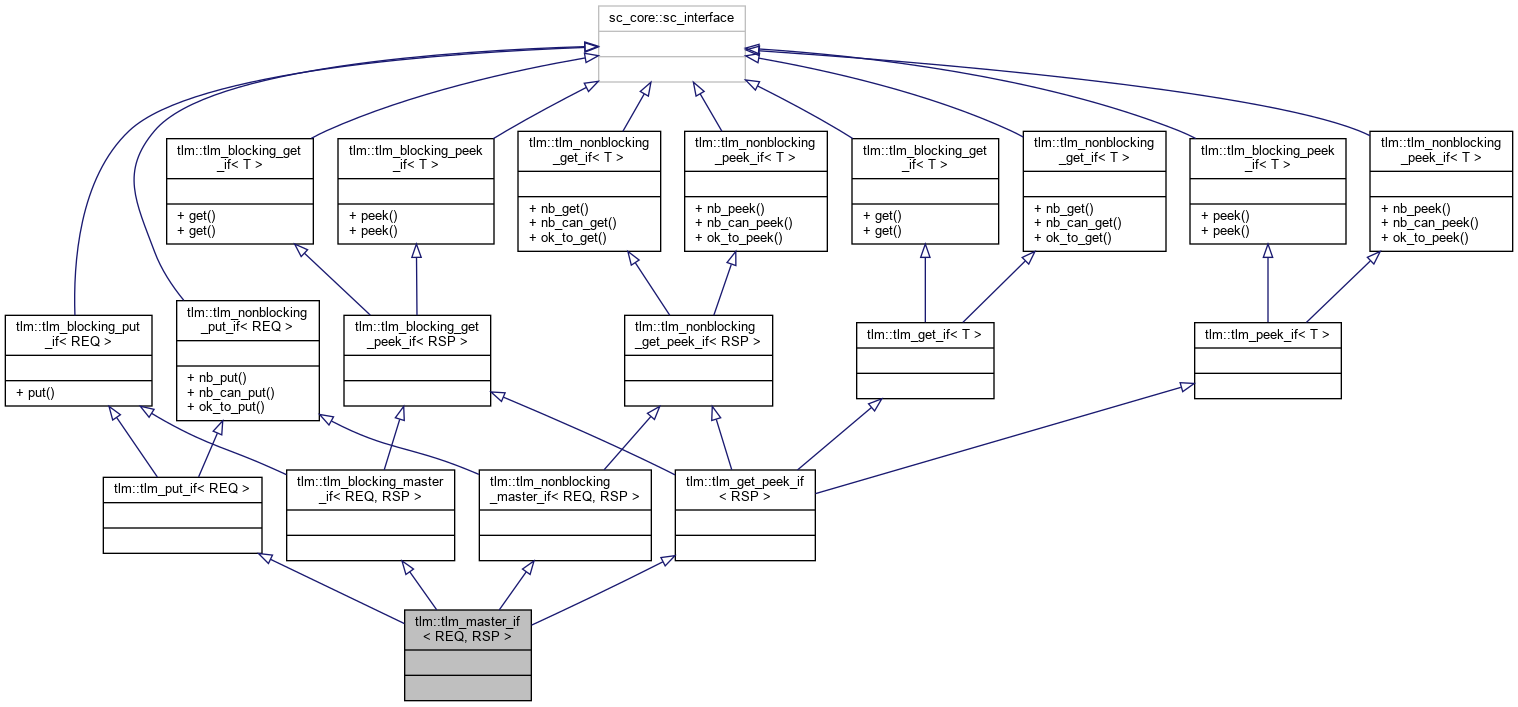 sc_core::sc_interface
tlm::tlm_blocking_get
_if< T >
+ get()
+ get()
tlm::tlm_blocking_peek
_if< T >
+ peek()
+ peek()
tlm::tlm_nonblocking
_get_if< T >
+ nb_get()
+ nb_can_get()
+ ok_to_get()
tlm::tlm_nonblocking
_peek_if< T >
+ nb_peek()
+ nb_can_peek()
+ ok_to_peek()
tlm::tlm_blocking_get
_if< T >
+ get()
+ get()
tlm::tlm_nonblocking
_get_if< T >
+ nb_get()
+ nb_can_get()
+ ok_to_get()
tlm::tlm_blocking_peek
_if< T >
+ peek()
+ peek()
tlm::tlm_nonblocking
_peek_if< T >
+ nb_peek()
+ nb_can_peek()
+ ok_to_peek()
tlm::tlm_blocking_put
_if< REQ >
+ put()
tlm::tlm_nonblocking
_put_if< REQ >
+ nb_put()
+ nb_can_put()
+ ok_to_put()
tlm::tlm_blocking_get
_peek_if< RSP >
tlm::tlm_nonblocking
_get_peek_if< RSP >
tlm::tlm_get_if< T >
tlm::tlm_peek_if< T >
tlm::tlm_put_if< REQ >
tlm::tlm_blocking_master
_if< REQ, RSP >
tlm::tlm_nonblocking
_master_if< REQ, RSP >
tlm::tlm_get_peek_if
< RSP >
tlm::tlm_master_if
< REQ, RSP >